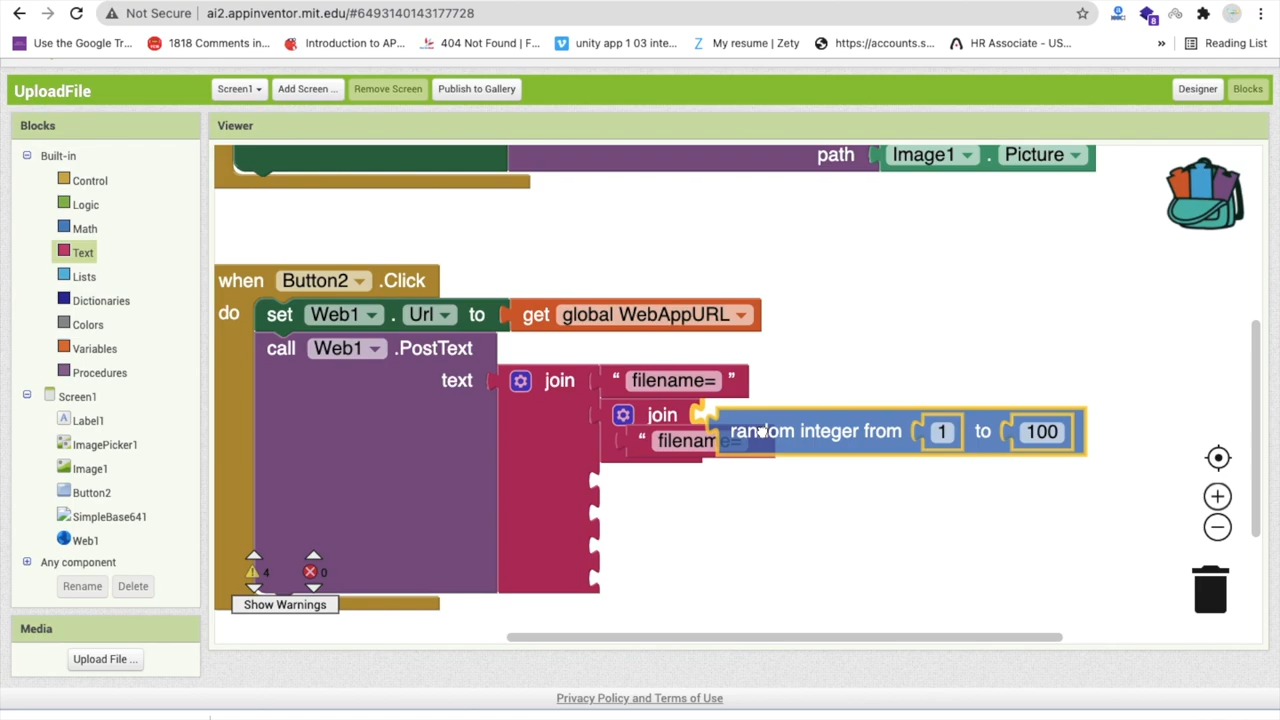 Not Secure | ai2.appinventor.mit.edu/#6493140143177728
8
Use the Google Tr... 1818 Comments in... Introduction to AP... 404 Not Found | F... unity app 1 03 inte... My resume | Zety https://accounts.s... HR Associate - US... » Reading List
UploadFile Screen1 Add Screen ... Remove Screen Publish to Gallery Designer Blocks
Blocks Viewer
Built-in
Control
Logic
Math
Text
Lists
Dictionaries
Colors
Variables
Procedures
Screen1
Label1
ImagePicker1
Image1
Button2
SimpleBase641
Web1
Any component
Rename Delete
Media
Upload File ...
path Image1 . Picture
when Button2 .Click
do set Web1 . Url to get global WebAppURL
call Web1 .PostText
text join “ filename= ”
join
random integer from 1 to 100
“ filename= ”
4 0
Show Warnings
Privacy Policy and Terms of Use